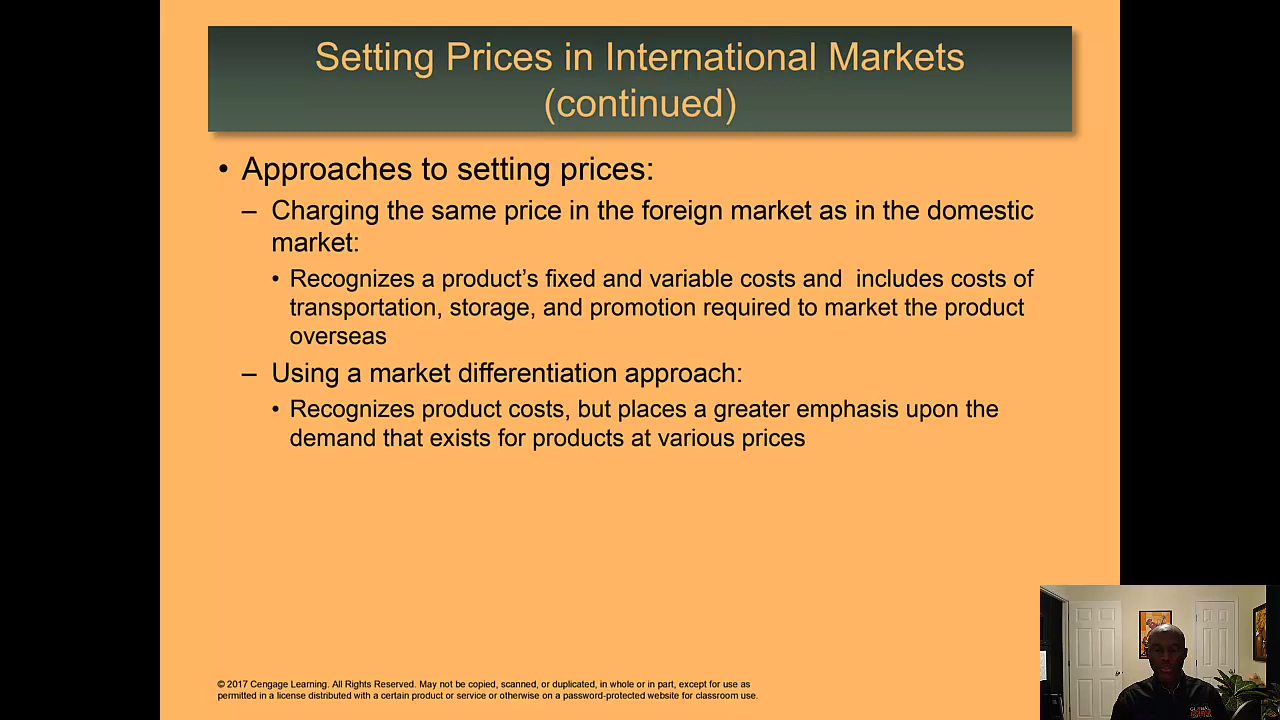 Setting Prices in International Markets
(continued)
• Approaches to setting prices:
– Charging the same price in the foreign market as in the domestic
market:
• Recognizes a product’s fixed and variable costs and  includes costs of
transportation, storage, and promotion required to market the product
overseas
– Using a market differentiation approach:
• Recognizes product costs, but places a greater emphasis upon the
demand that exists for products at various prices
© 2017 Cengage Learning. All Rights Reserved. May not be copied, scanned, or duplicated, in whole or in part, except for use as
permitted in a license distributed with a certain product or service or otherwise on a password-protected website for classroom use.
GLOBAL